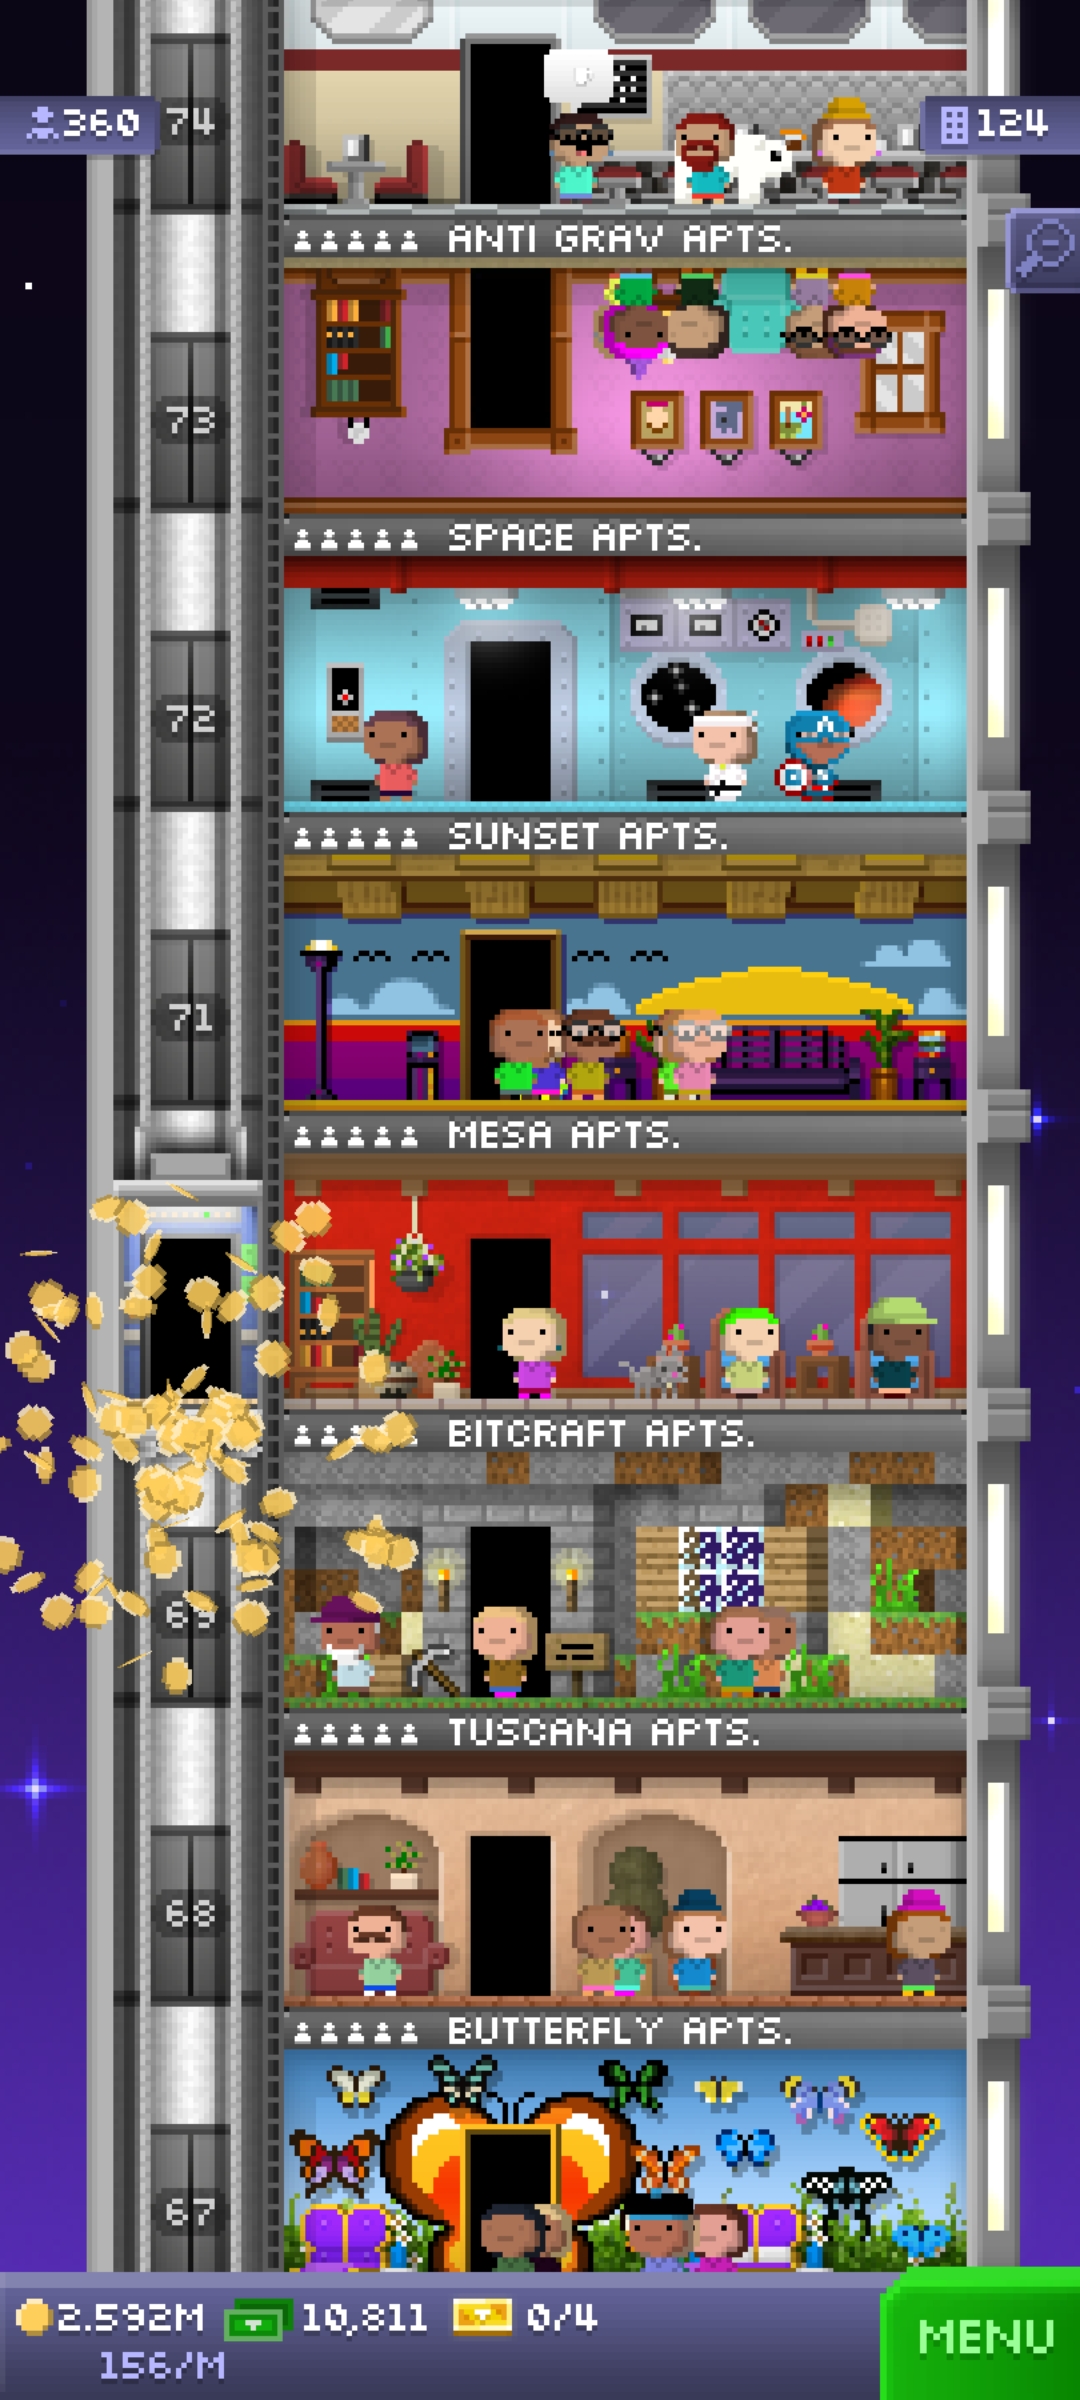 360
74
124
ANTI GRAV APTS.
73
SPACE APTS.
72
SUNSET APTS.
71
MESA APTS.
BITCRAFT APTS.
69
TUSCANA APTS.
68
BUTTERFLY APTS.
67
2.592M
10,811
0/4
156/M
MENU